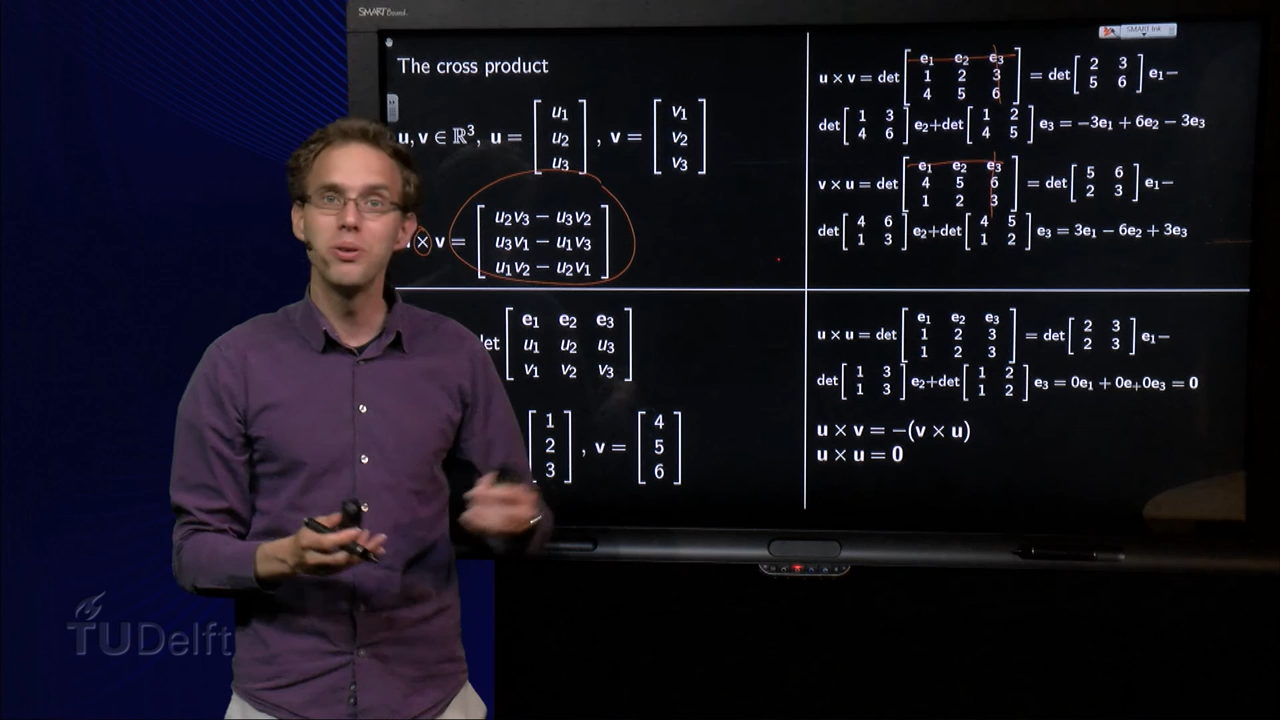 SMART Board
SMART Ink
The cross product
u, v ∈ ℝ³, u = [ u₁ u₂ u₃ ], v = [ v₁ v₂ v₃ ]
× v = [ u₂v₃ − u₃v₂
u₃v₁ − u₁v₃
u₁v₂ − u₂v₁ ]
et [ e₁ e₂ e₃
u₁ u₂ u₃
v₁ v₂ v₃ ]
[ 1 2 3 ], v = [ 4 5 6 ]
u × v = det [ e₁ e₂ e₃ 1 2 3 4 5 6 ] = det [ 2 3 5 6 ] e₁−
det [ 1 3 4 6 ] e₂+det [ 1 2 4 5 ] e₃ = −3e₁ + 6e₂ − 3e₃
v × u = det [ e₁ e₂ e₃ 4 5 6 1 2 3 ] = det [ 5 6 2 3 ] e₁−
det [ 4 6 1 3 ] e₂+det [ 4 5 1 2 ] e₃ = 3e₁ − 6e₂ + 3e₃
u × u = det [ e₁ e₂ e₃ 1 2 3 1 2 3 ] = det [ 2 3 2 3 ] e₁−
det [ 1 3 1 3 ] e₂+det [ 1 2 1 2 ] e₃ = 0e₁ + 0e₊0e₃ = 0
u × v = −(v × u)
u × u = 0
TUDelft